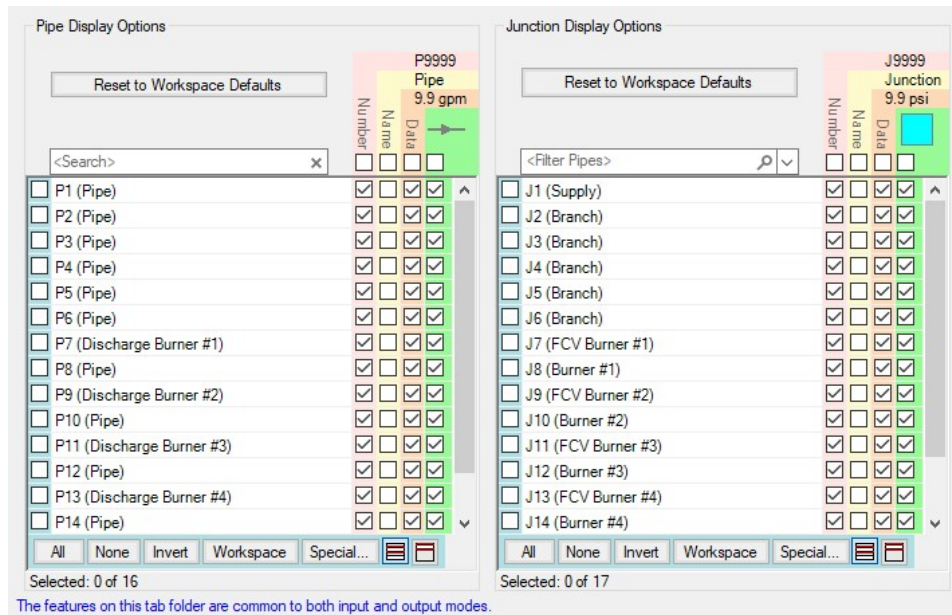 Pipe Display Options
P9999
Pipe
9.9 gpm
Reset to Workspace Defaults
Number
Name
Data
<Search>
P1 (Pipe)
P2 (Pipe)
P3 (Pipe)
P4 (Pipe)
P5 (Pipe)
P6 (Pipe)
P7 (Discharge Burner #1)
P8 (Pipe)
P9 (Discharge Burner #2)
P10 (Pipe)
P11 (Discharge Burner #3)
P12 (Pipe)
P13 (Discharge Burner #4)
P14 (Pipe)
All None Invert Workspace Special...
Selected: 0 of 16
Junction Display Options
J9999
Junction
9.9 psi
Reset to Workspace Defaults
Number
Name
Data
<Filter Pipes>
J1 (Supply)
J2 (Branch)
J3 (Branch)
J4 (Branch)
J5 (Branch)
J6 (Branch)
J7 (FCV Burner #1)
J8 (Burner #1)
J9 (FCV Burner #2)
J10 (Burner #2)
J11 (FCV Burner #3)
J12 (Burner #3)
J13 (FCV Burner #4)
J14 (Burner #4)
All None Invert Workspace Special...
Selected: 0 of 17
The features on this tab folder are common to both input and output modes.